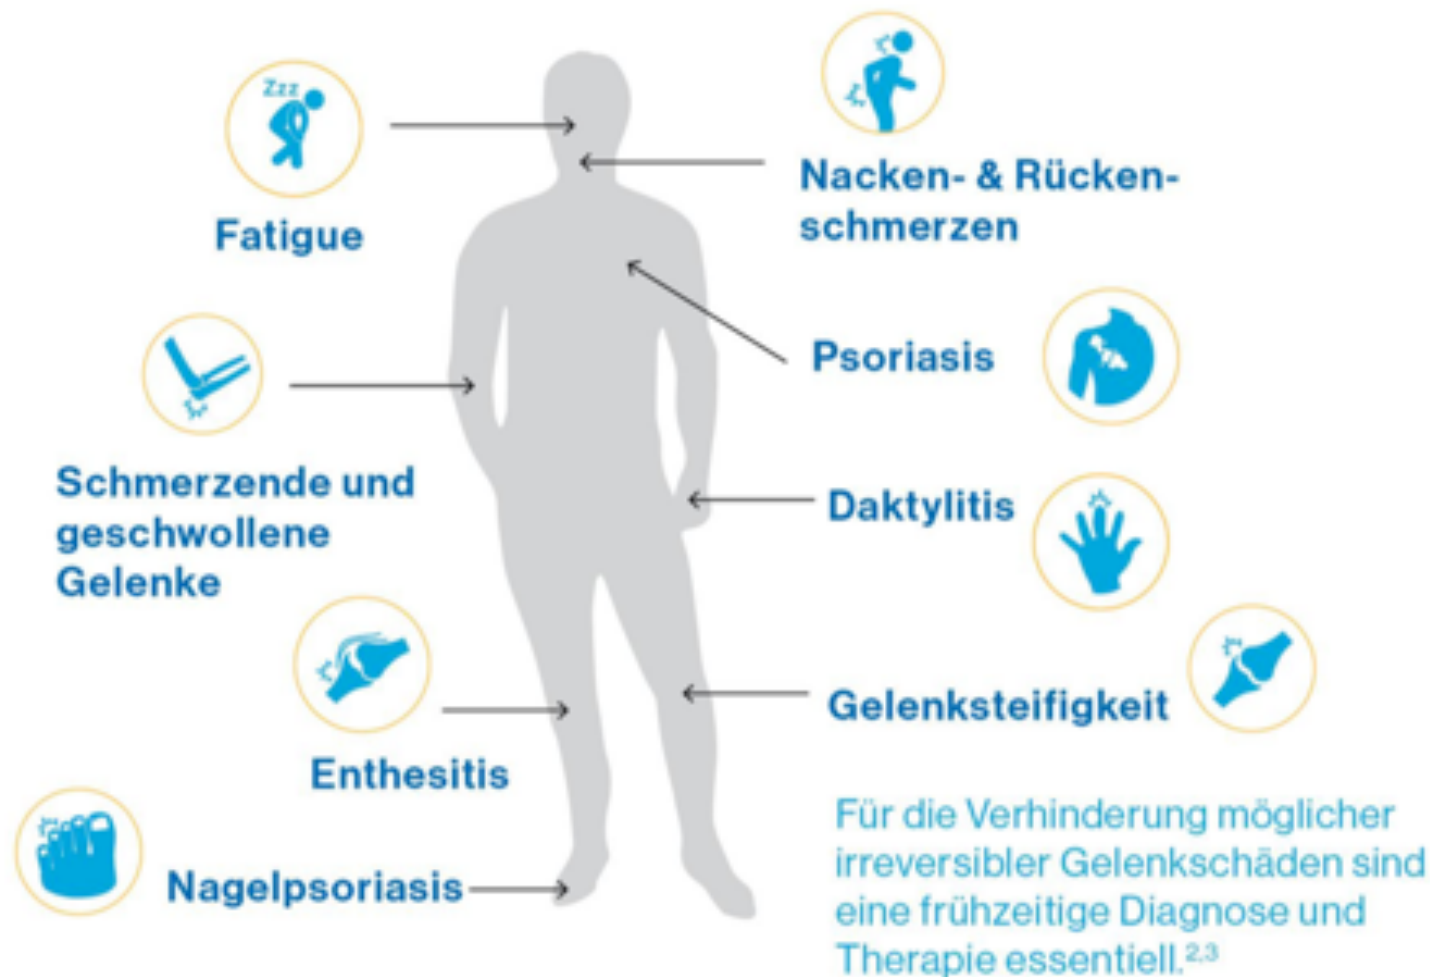 Zzz
Fatigue
Nacken- & Rücken-
schmerzen
Psoriasis
Schmerzende und
geschwollene
Gelenke
Daktylitis
Enthesitis
Gelenksteifigkeit
Nagelpsoriasis
Für die Verhinderung möglicher
irreversibler Gelenkschäden sind
eine frühzeitige Diagnose und
Therapie essentiell.2,3